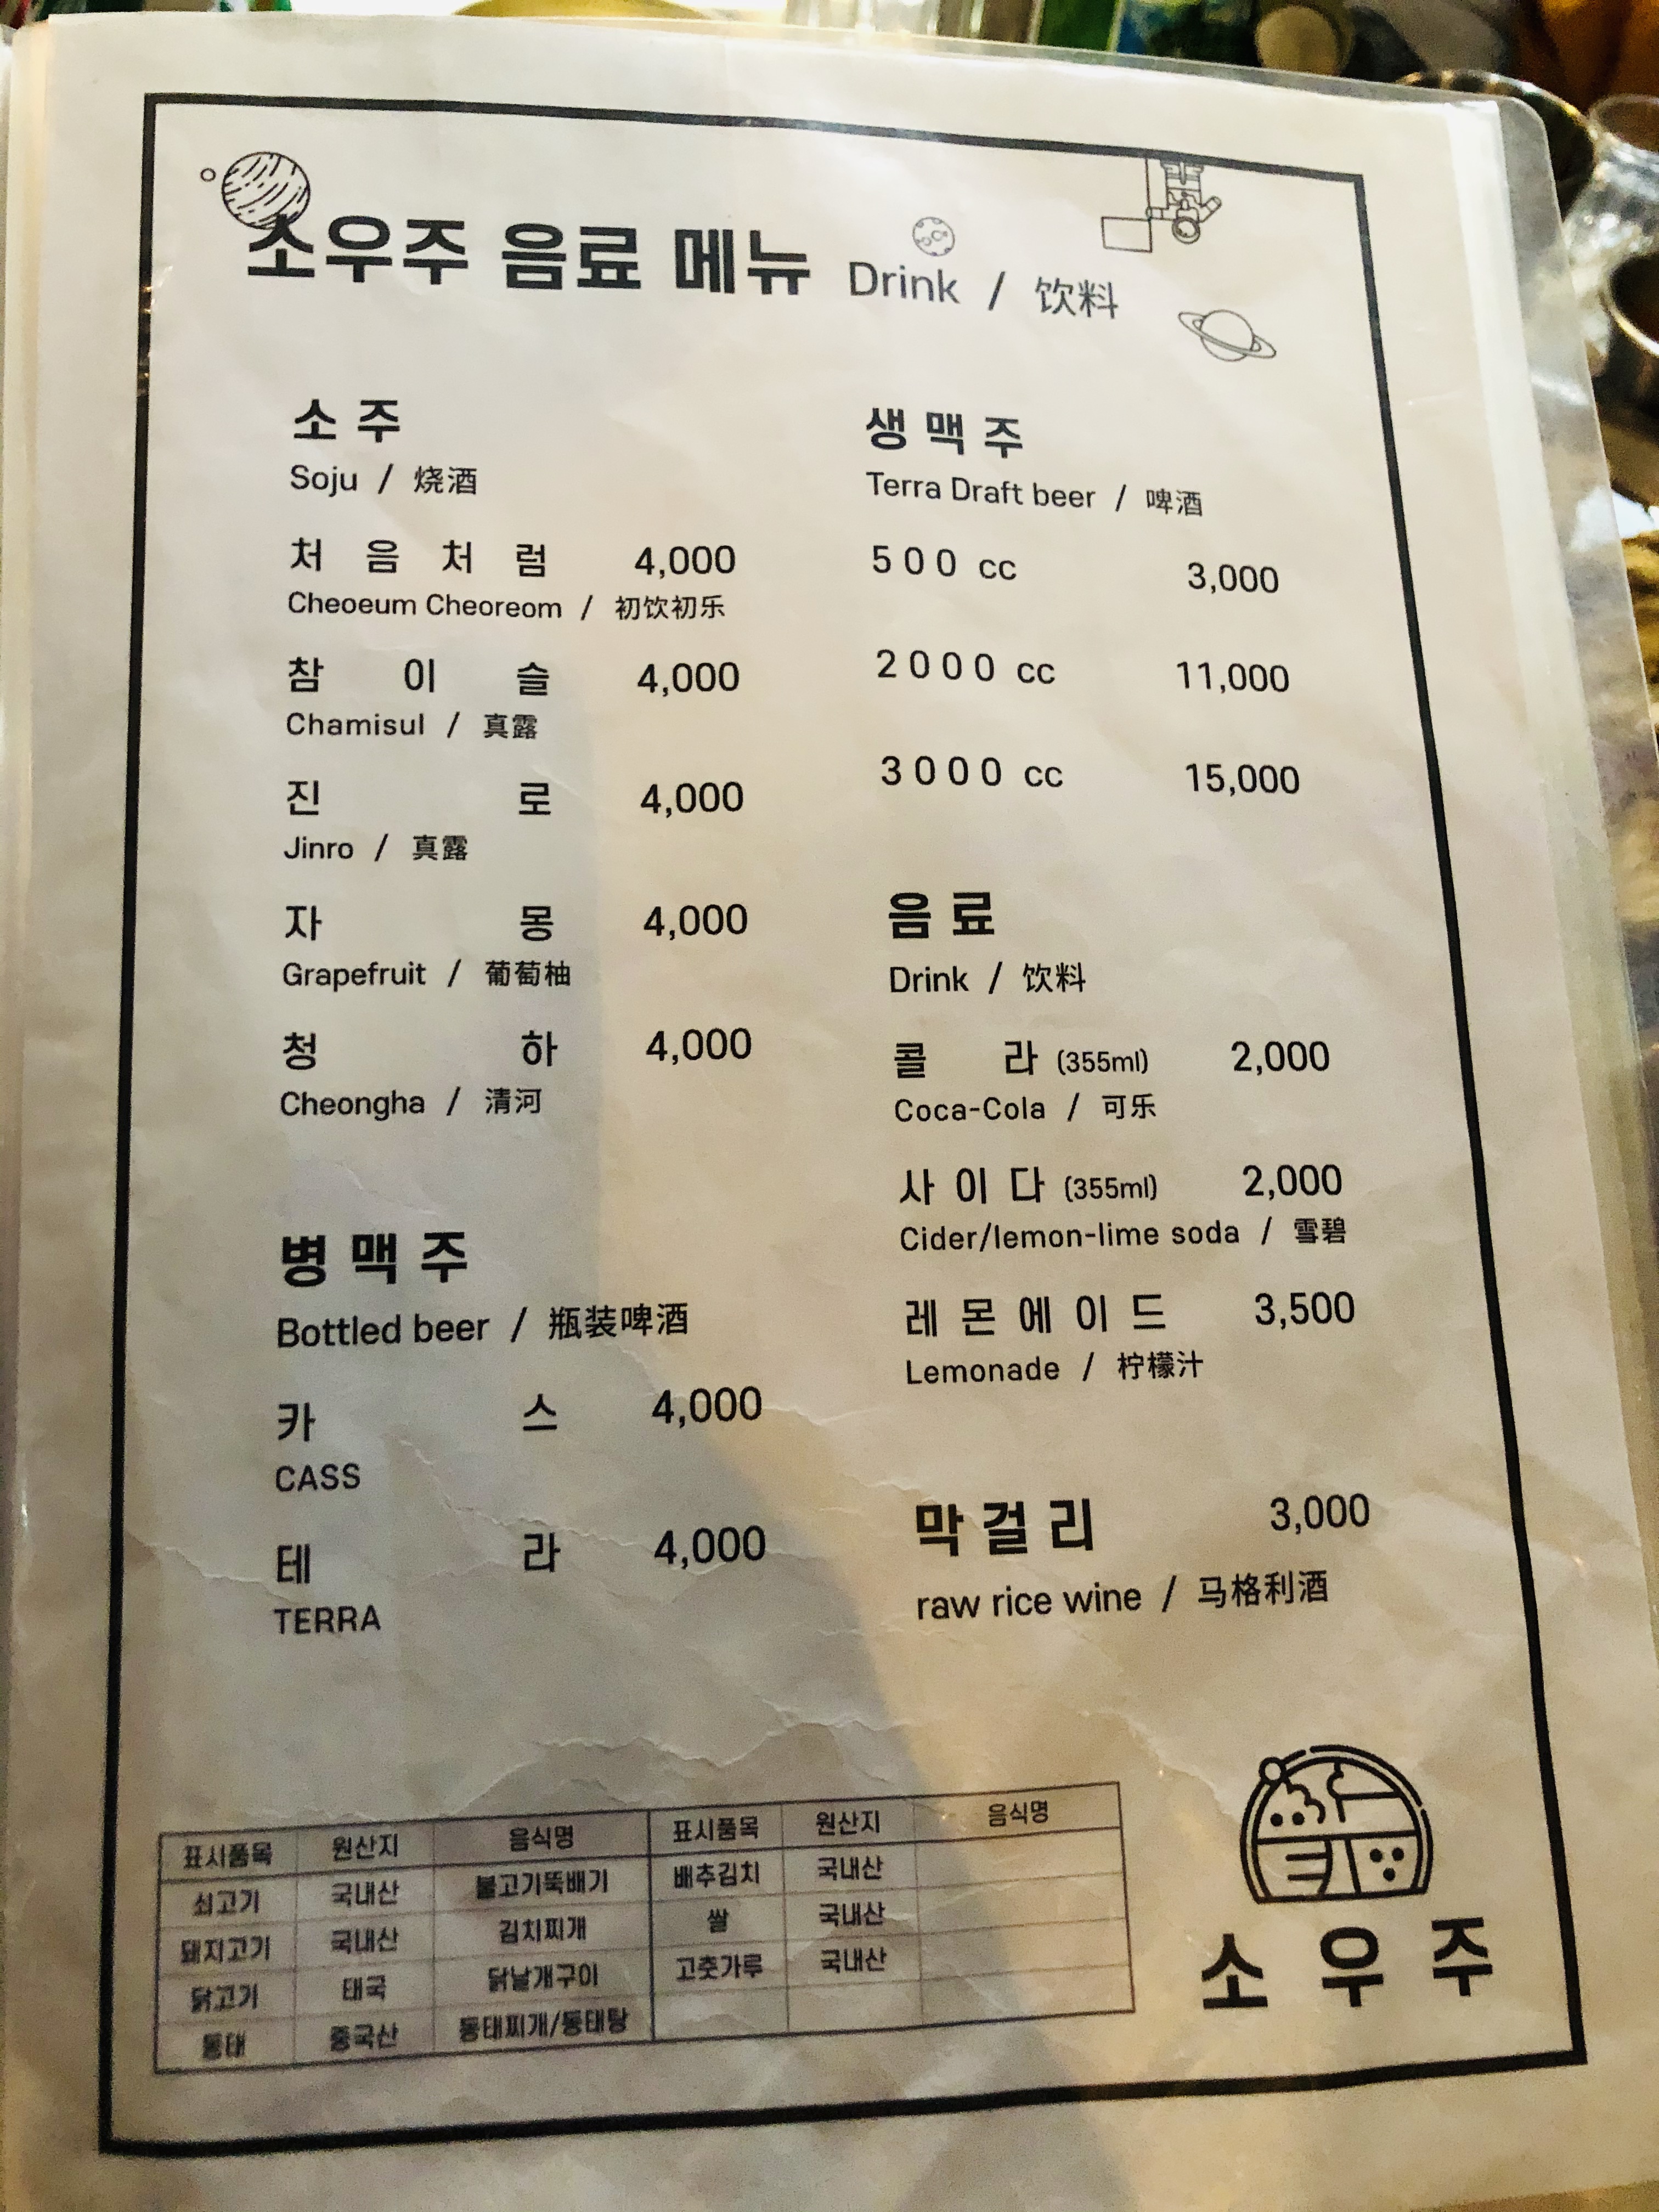 소우주 음료 메뉴 Drink / 饮料
소주
Soju / 烧酒
처음처럼 4,000
Cheoeum Cheoreom / 初饮初乐
참이슬 4,000
Chamisul / 真露
진로 4,000
Jinro / 真露
자몽 4,000
Grapefruit / 葡萄柚
청하 4,000
Cheongha / 清河
병맥주
Bottled beer / 瓶装啤酒
카스 4,000
CASS
테라 4,000
TERRA
생맥주
Terra Draft beer / 啤酒
500 cc 3,000
2000 cc 11,000
3000 cc 15,000
음료
Drink / 饮料
콜라 (355ml) 2,000
Coca-Cola / 可乐
사이다 (355ml) 2,000
Cider/lemon-lime soda / 雪碧
레몬에이드 3,500
Lemonade / 柠檬汁
막걸리 3,000
raw rice wine / 马格利酒
표시품목 원산지 음식명 표시품목 원산지 음식명
쇠고기 국내산 불고기뚝배기 배추김치 국내산
돼지고기 국내산 김치찌개 쌀 국내산
닭고기 태국 닭날개구이 고춧가루 국내산
동태 중국산 동태찌개/동태탕
소우주